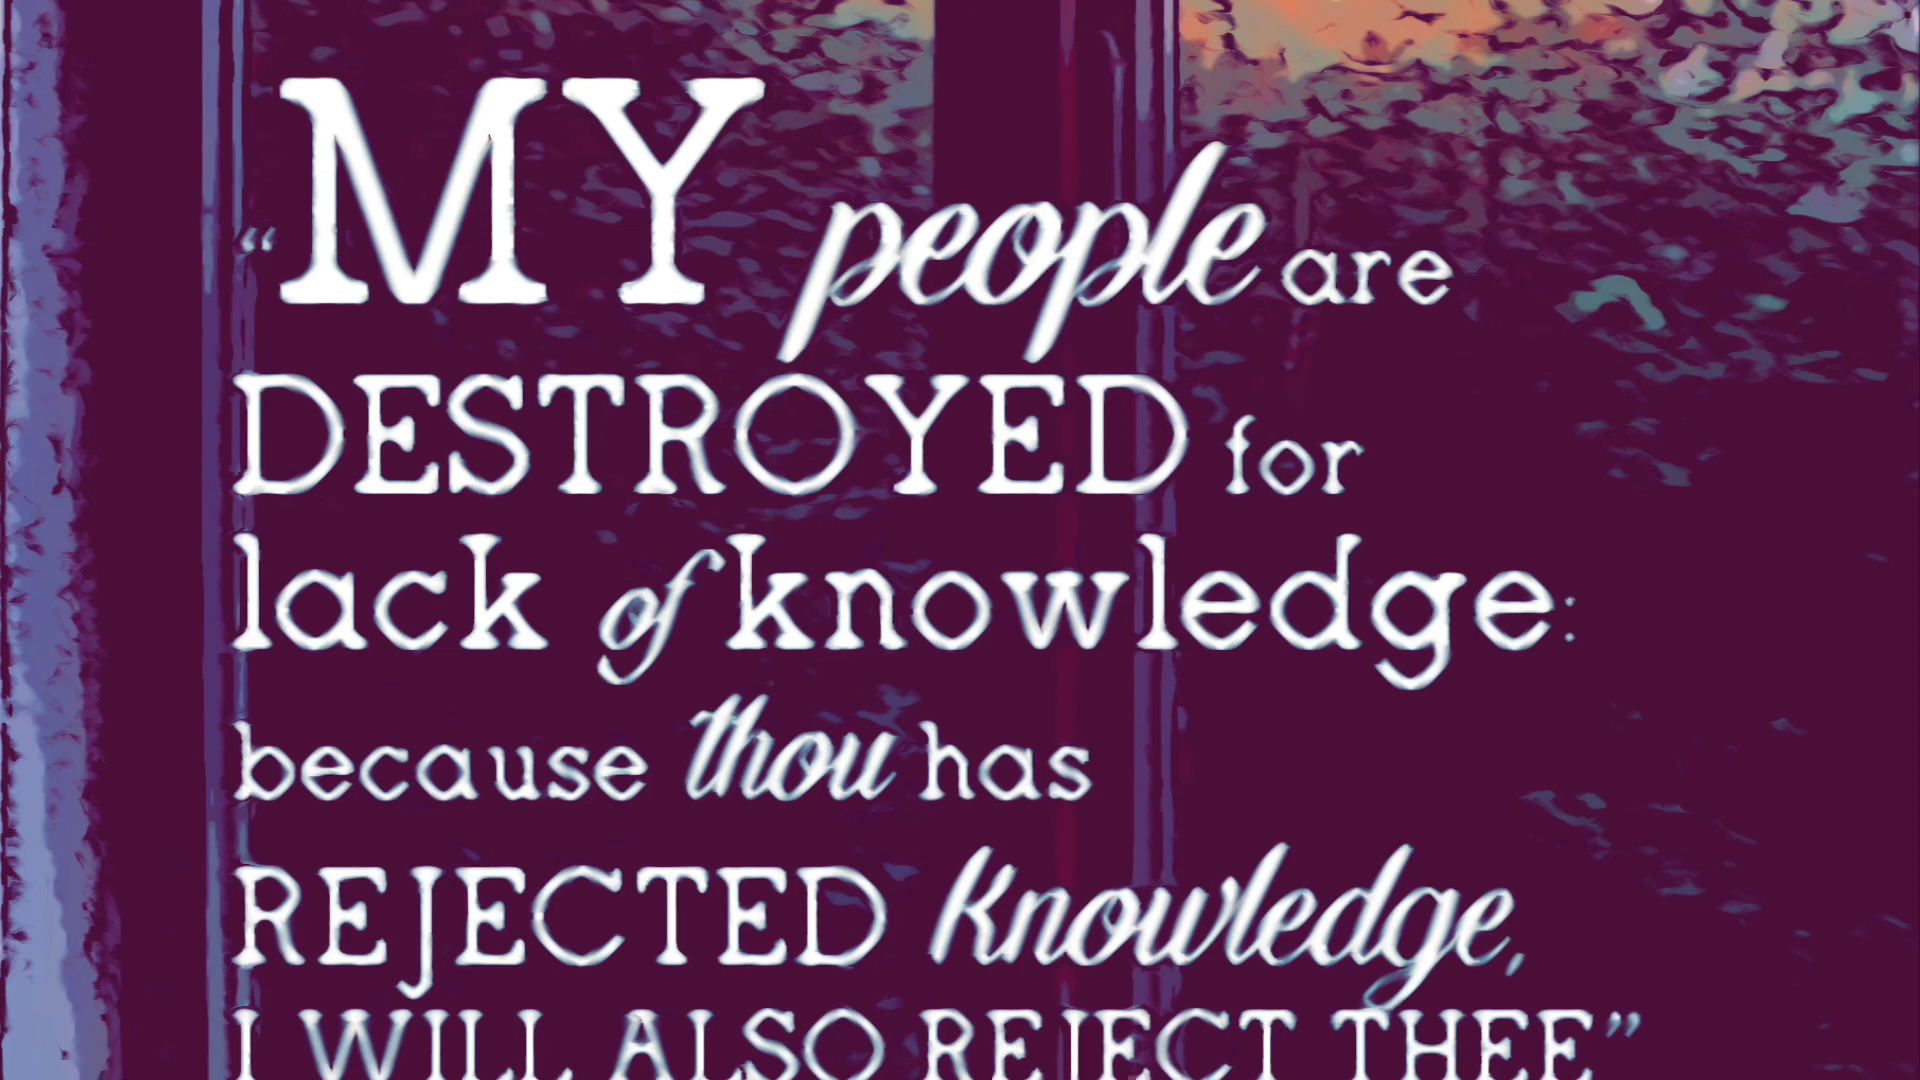 “MY people are
DESTROYED for
lack of knowledge:
because thou has
REJECTED knowledge,
I WILL ALSO REJECT THEE”